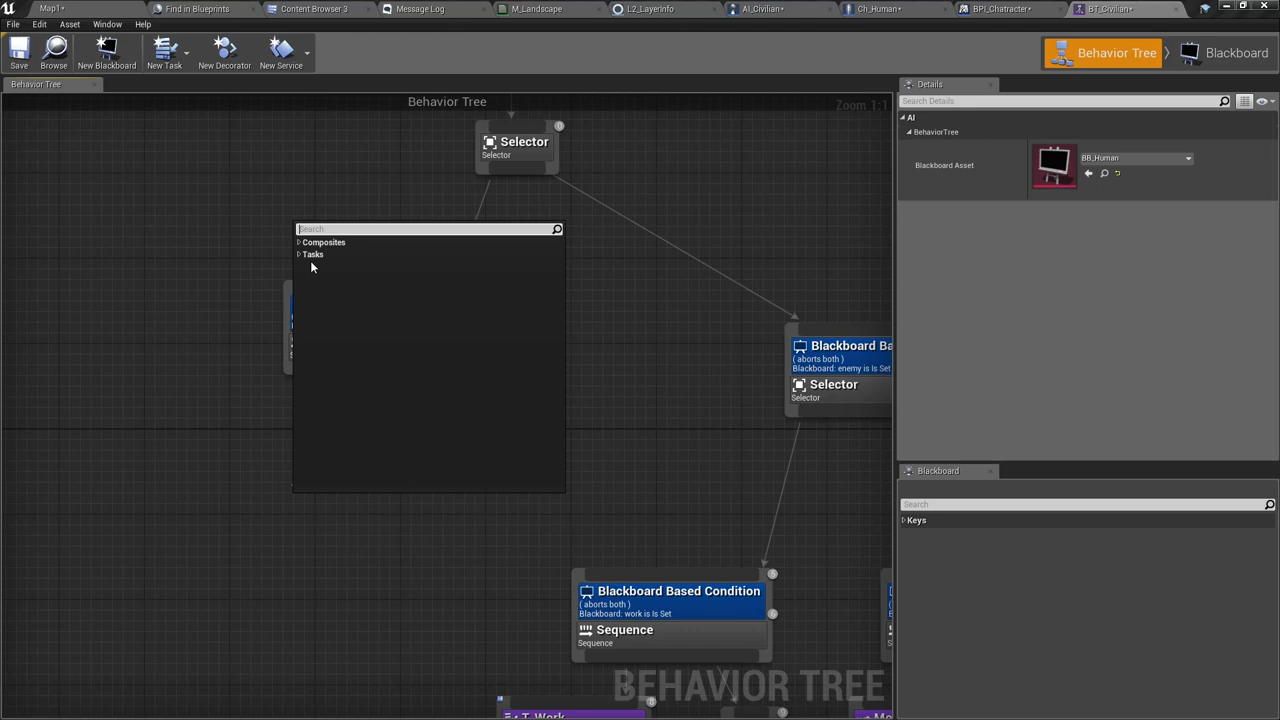 Map1*
Find in Blueprints
Content Browser 3
Message Log
M_Landscape
L2_LayerInfo
AI_Civilian*
Ch_Human*
BPI_Chatracter*
BT_Civilian*
File Edit Asset Window Help
Save
Browse
New Blackboard
New Task
New Decorator
New Service
Behavior Tree
Blackboard
Behavior Tree
Behavior Tree
Zoom 1:1
Selector
Selector
0
Search
Composites
Tasks
Blackboard Ba
( aborts both )
Blackboard: enemy is Is Set
Selector
Selector
Blackboard Based Condition
( aborts both )
Blackboard: work is Is Set
Sequence
Sequence
BEHAVIOR TREE
T_Work
Mo
Details
Search Details
AI
BehaviorTree
Blackboard Asset
BB_Human
Blackboard
Search
Keys